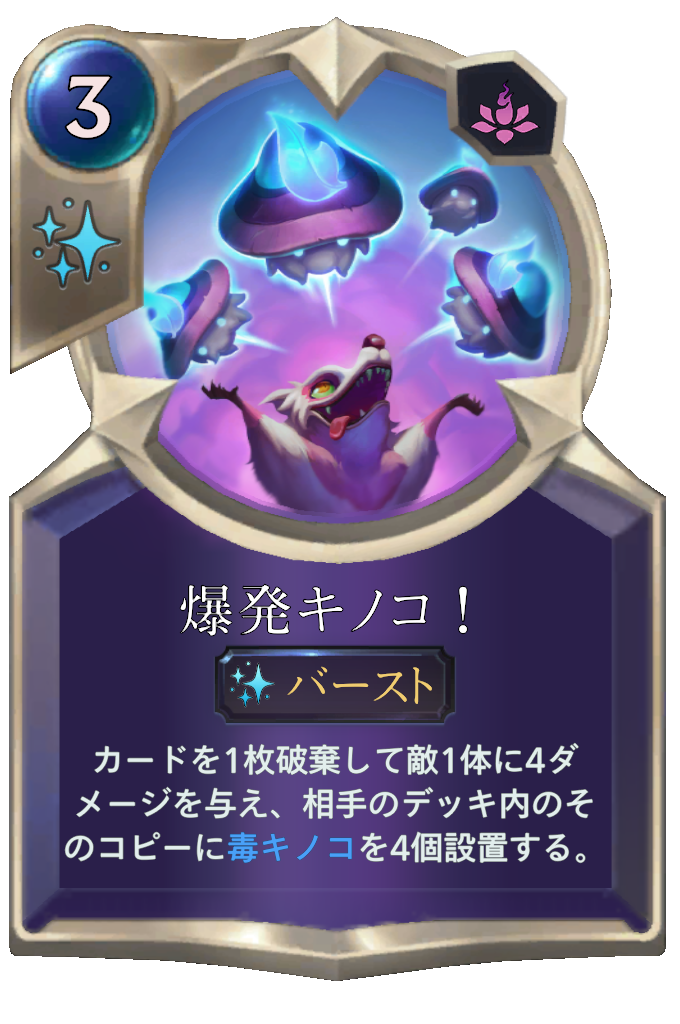 3
爆発キノコ！
バースト
カードを1枚破棄して敵1体に4ダ
メージを与え、相手のデッキ内のそ
のコピーに毒キノコを4個設置する。